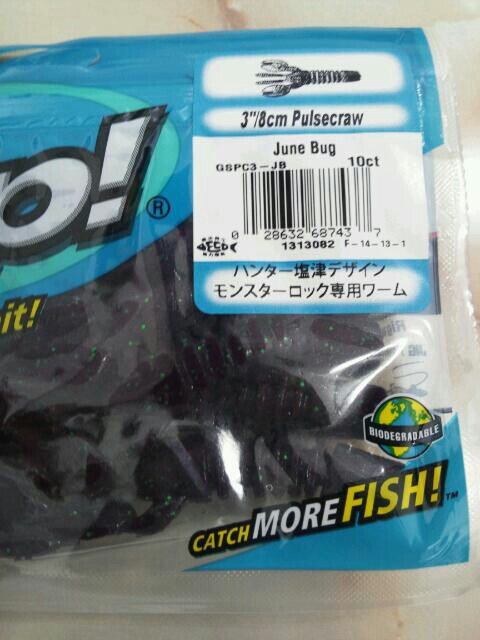 3"/8cm Pulsecraw
June Bug
GSPC3-JB 10ct
0 28632 68743 7
1313082 F-14-13-1
ECO
ハンター塩津デザイン
モンスターロック専用ワーム
p!®
it!
BIODEGRADABLE
CATCH MORE FISH!™